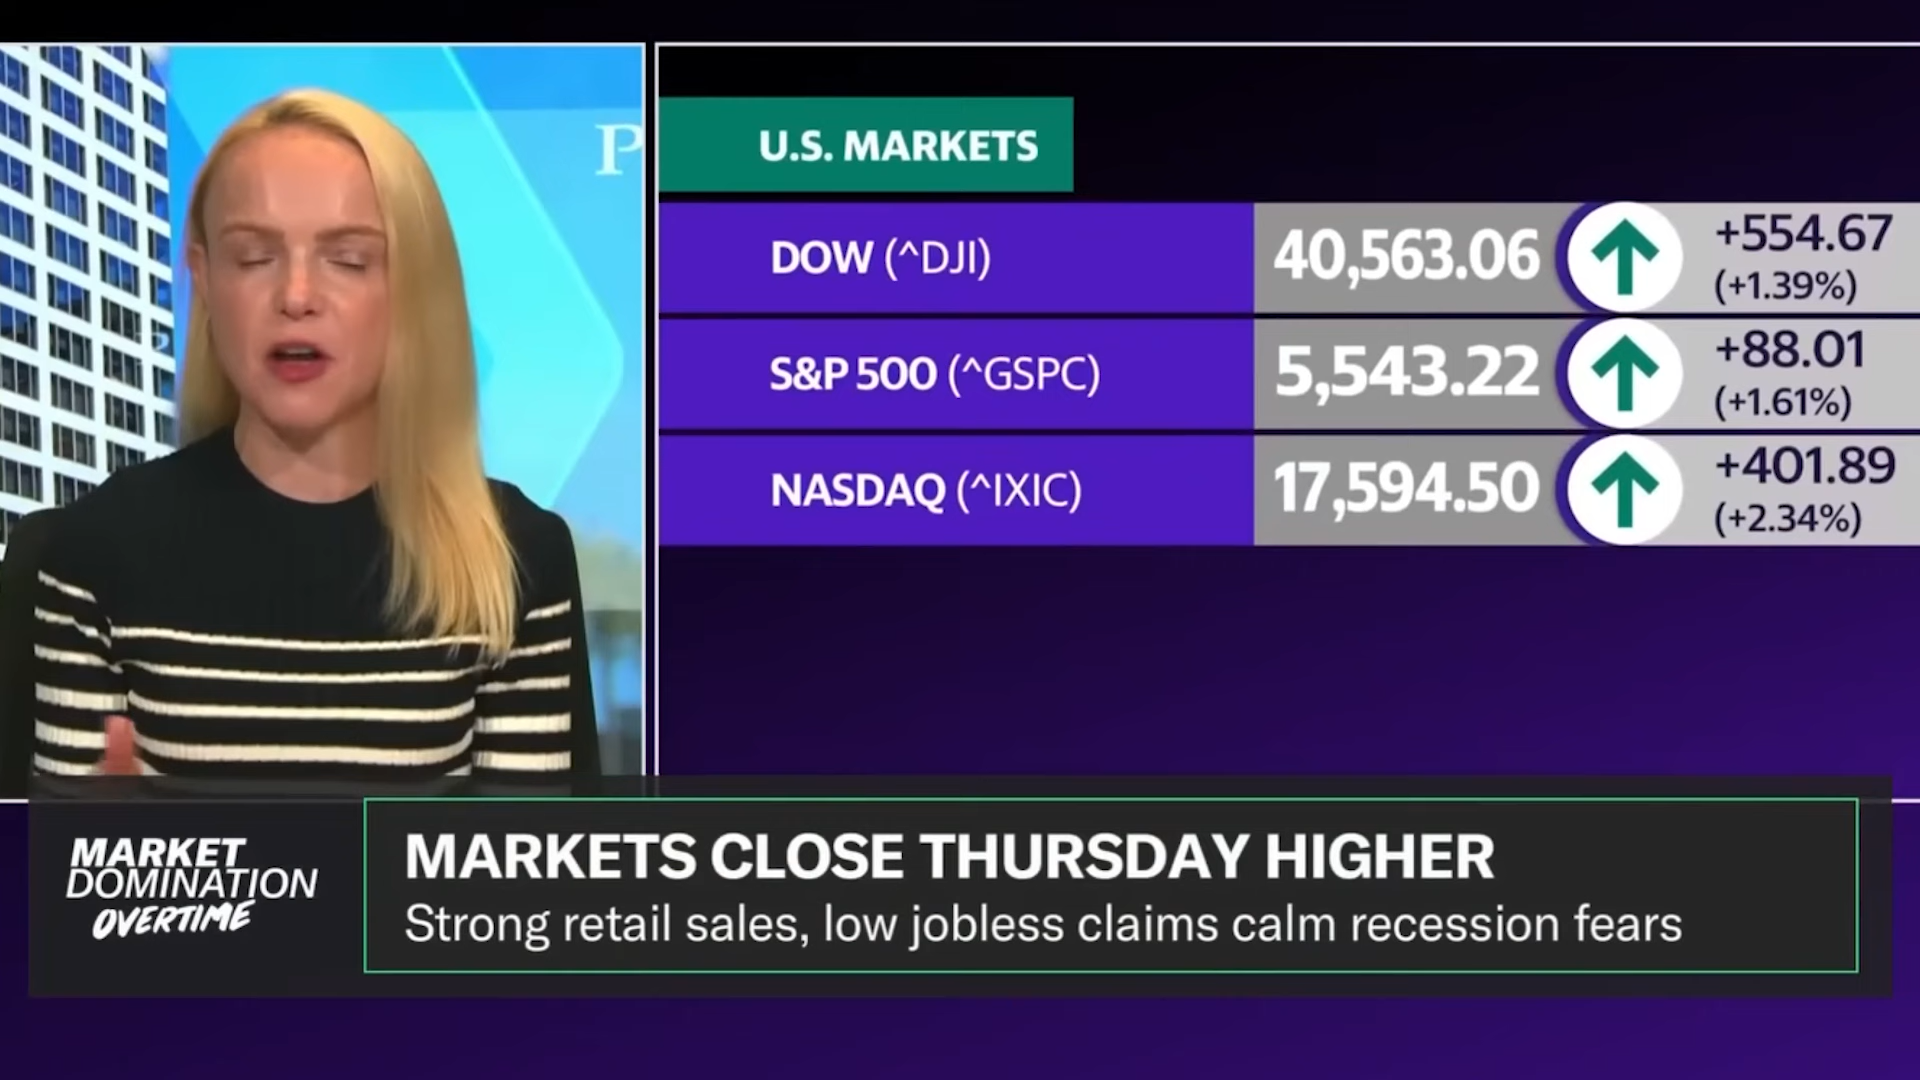 P
U.S. MARKETS
DOW (^DJI) 40,563.06 +554.67
(+1.39%)
S&P 500 (^GSPC) 5,543.22 +88.01
(+1.61%)
NASDAQ (^IXIC) 17,594.50 +401.89
(+2.34%)
MARKET
DOMINATION
OVERTIME
MARKETS CLOSE THURSDAY HIGHER
Strong retail sales, low jobless claims calm recession fears